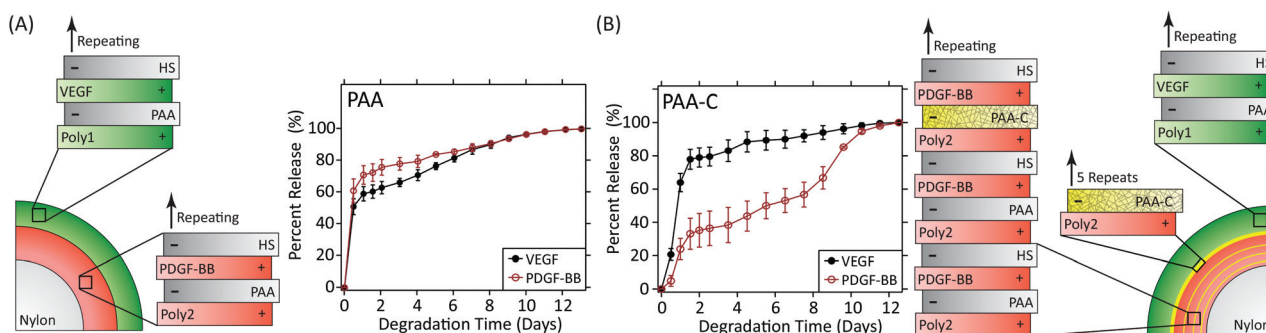 (A)
Repeating
− HS
VEGF +
− PAA
Poly1 +
Repeating
− HS
PDGF-BB +
− PAA
Poly2 +
Nylon
PAA
Percent Release (%)
100
80
60
40
20
0
VEGF
PDGF-BB
0 2 4 6 8 10 12
Degradation Time (Days)
(B)
PAA-C
Percent Release (%)
100
80
60
40
20
0
VEGF
PDGF-BB
0 2 4 6 8 10 12
Degradation Time (Days)
Repeating
− HS
PDGF-BB +
− PAA-C
Poly2 +
− HS
PDGF-BB +
− PAA
Poly2 +
− HS
PDGF-BB +
− PAA
Poly2 +
5 Repeats
− PAA-C
Poly2 +
Repeating
− HS
VEGF +
− PAA
Poly1 +
Nylon